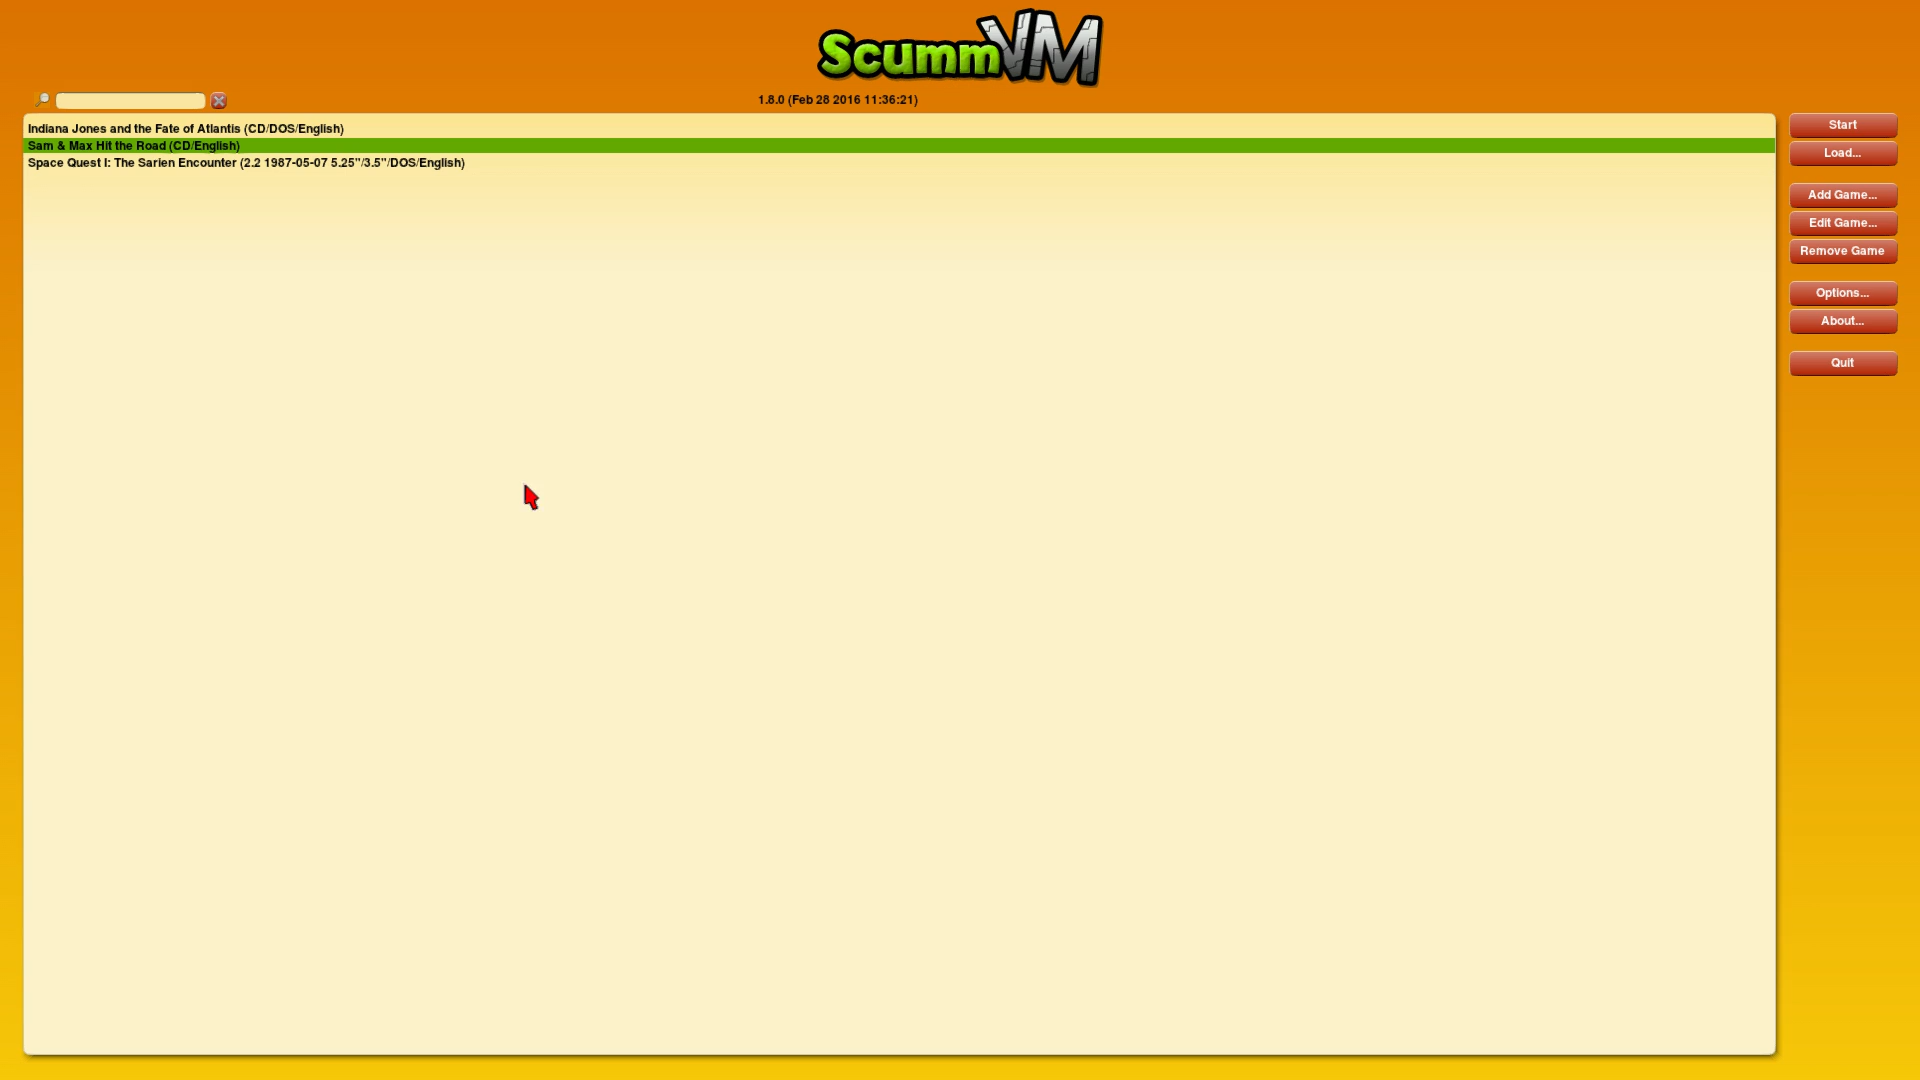 ScummVM
1.8.0 (Feb 28 2016 11:36:21)
Indiana Jones and the Fate of Atlantis (CD/DOS/English)
Sam & Max Hit the Road (CD/English)
Space Quest I: The Sarien Encounter (2.2 1987-05-07 5.25"/3.5"/DOS/English)
Start
Load...
Add Game...
Edit Game...
Remove Game
Options...
About...
Quit